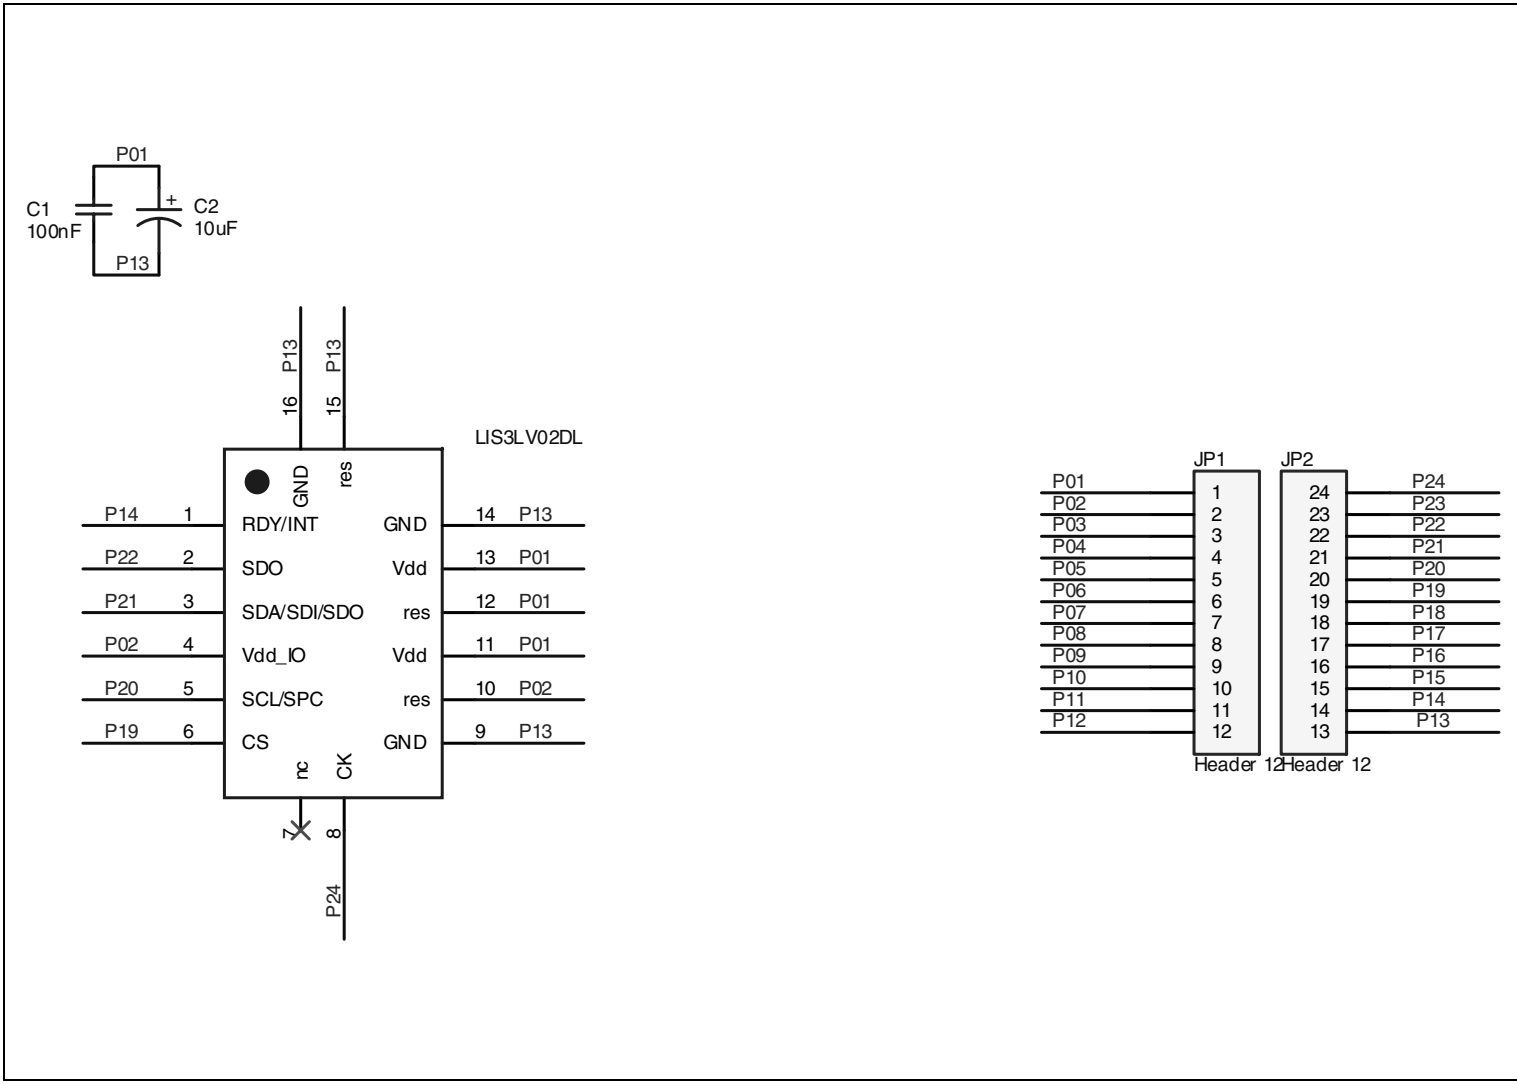 P01
C1
100nF
+
C2
10uF
P13
P13
P13
16
15
LIS3LV02DL
GND
res
P14 1 RDY/INT GND 14 P13
P22 2 SDO Vdd 13 P01
P21 3 SDA/SDI/SDO res 12 P01
P02 4 Vdd_IO Vdd 11 P01
P20 5 SCL/SPC res 10 P02
P19 6 CS GND 9 P13
nc
CK
7
8
P24
JP1 JP2
P01 1 24 P24
P02 2 23 P23
P03 3 22 P22
P04 4 21 P21
P05 5 20 P20
P06 6 19 P19
P07 7 18 P18
P08 8 17 P17
P09 9 16 P16
P10 10 15 P15
P11 11 14 P14
P12 12 13 P13
Header 12 Header 12